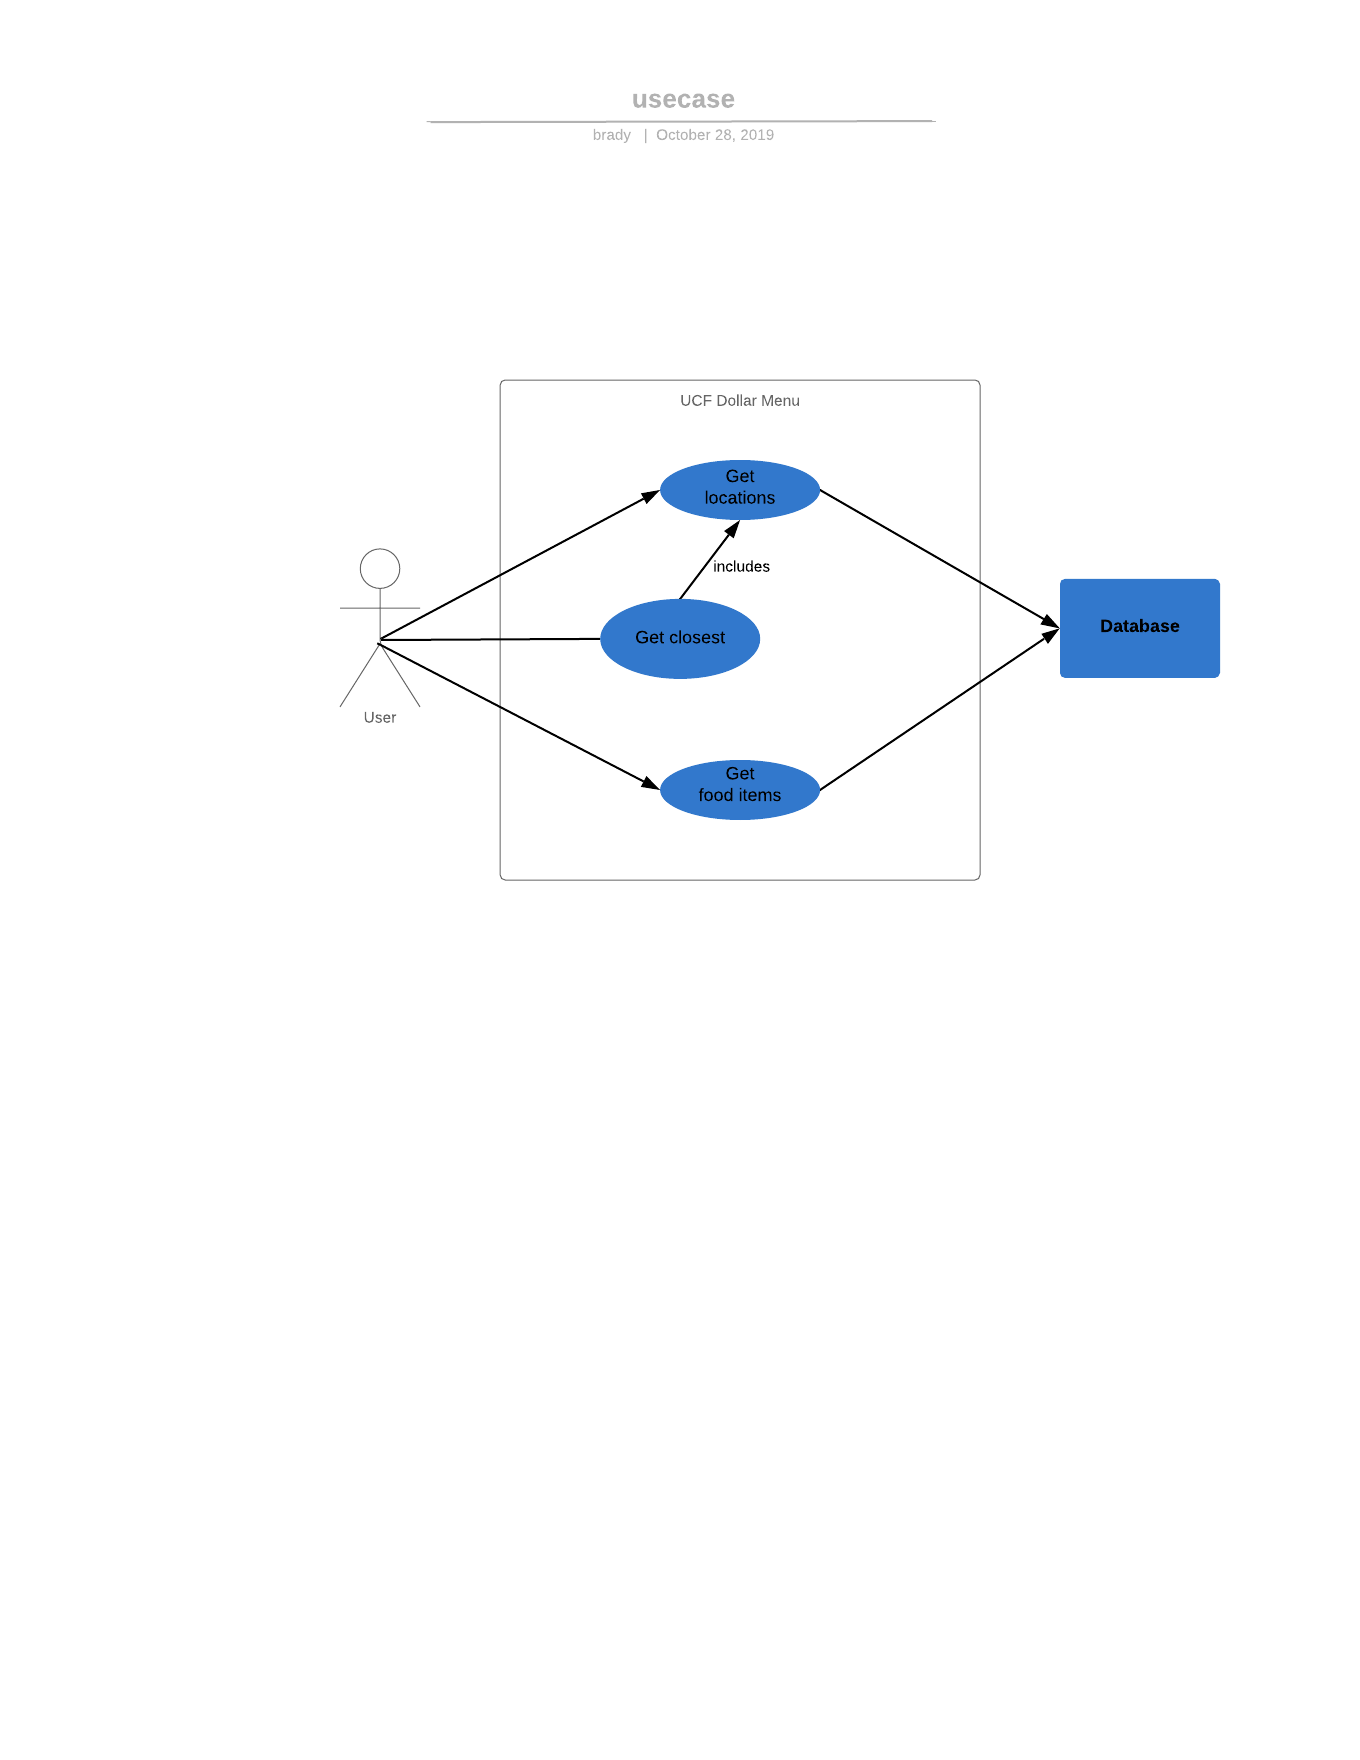 usecase
brady | October 28, 2019
UCF Dollar Menu
Get
locations
includes
Get closest
Database
User
Get
food items